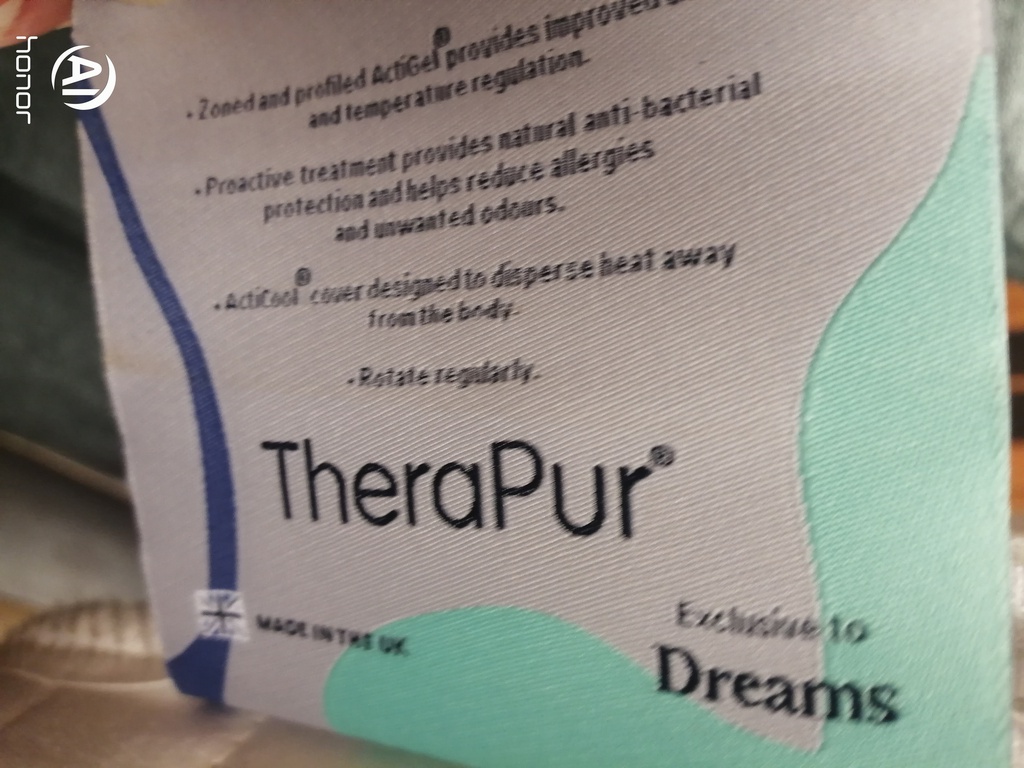 • Zoned and profiled ActiGel® provides improved
and temperature regulation.
• Proactive treatment provides natural anti-bacterial
protection and helps reduce allergies
and unwanted odours.
• ActiCool® cover designed to disperse heat away
from the body.
• Rotate regularly.
TheraPur®
MADE IN THE UK
Exclusive to
Dreams
honor
AI